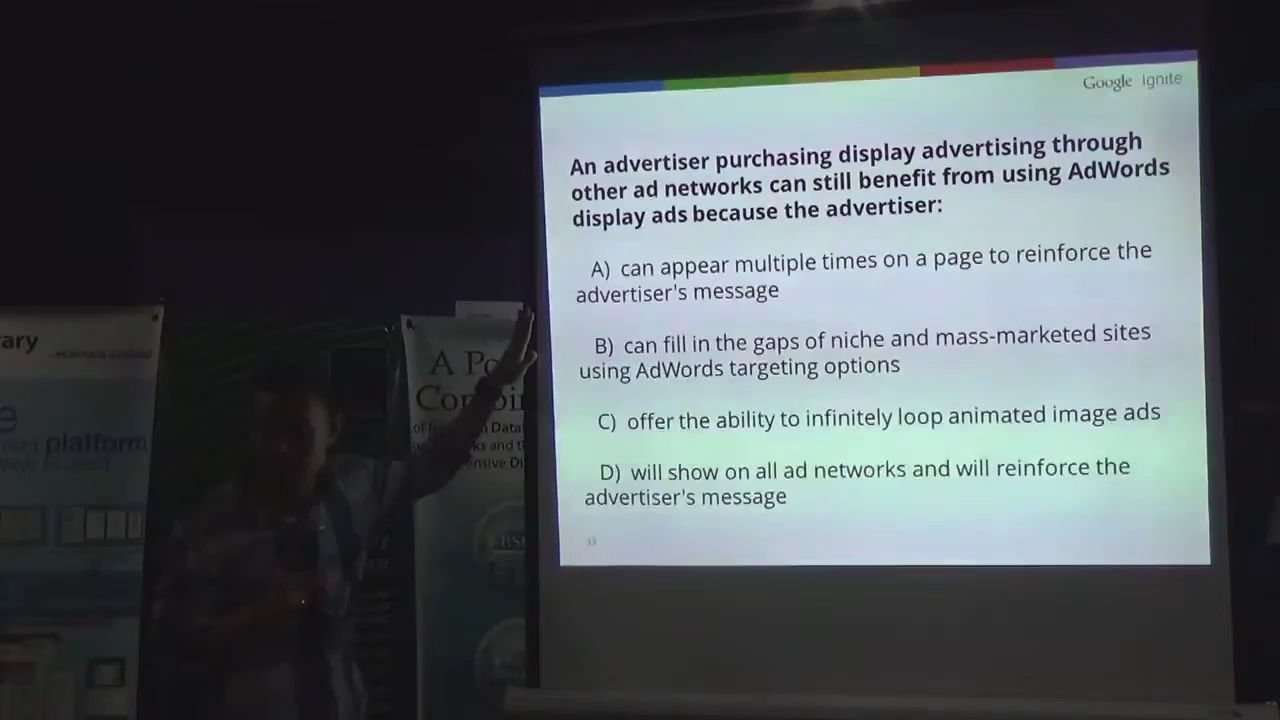 Google Ignite
An advertiser purchasing display advertising through
other ad networks can still benefit from using AdWords
display ads because the advertiser:
A) can appear multiple times on a page to reinforce the
advertiser's message
B) can fill in the gaps of niche and mass-marketed sites
using AdWords targeting options
C) offer the ability to infinitely loop animated image ads
D) will show on all ad networks and will reinforce the
advertiser's message
13
ary
e
platform
A
of
Data